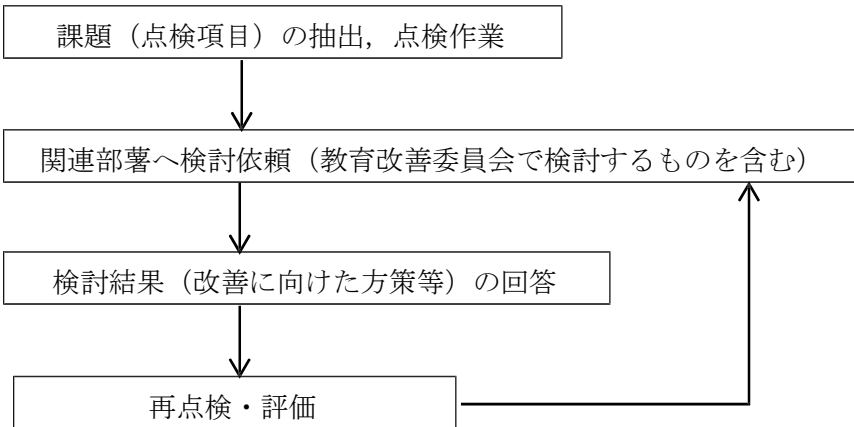 課題（点検項目）の抽出，点検作業
関連部署へ検討依頼（教育改善委員会で検討するものを含む）
検討結果（改善に向けた方策等）の回答
再点検・評価